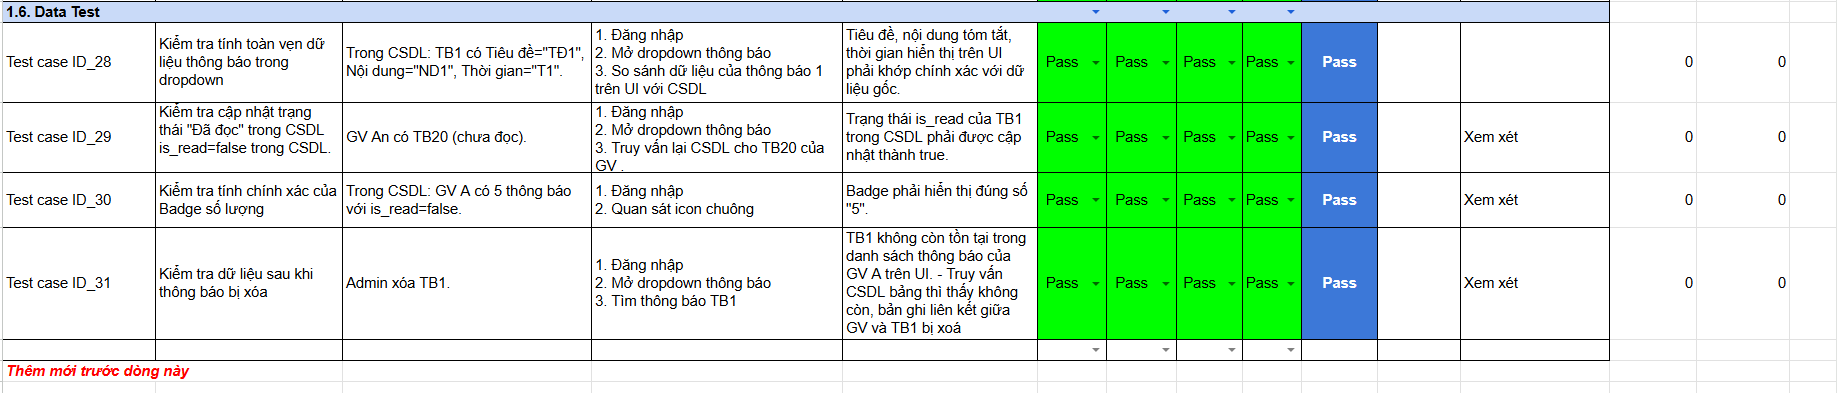 1.6. Data Test
Test case ID_28
Kiểm tra tính toàn vẹn dữ
liệu thông báo trong
dropdown
Trong CSDL: TB1 có Tiêu đề="TĐ1",
Nội dung="ND1", Thời gian="T1".
1. Đăng nhập
2. Mở dropdown thông báo
3. So sánh dữ liệu của thông báo 1
trên UI với CSDL
Tiêu đề, nội dung tóm tắt,
thời gian hiển thị trên UI
phải khớp chính xác với dữ
liệu gốc.
Pass
Pass
Pass
Pass
Pass
0
0
Test case ID_29
Kiểm tra cập nhật trạng
thái "Đã đọc" trong CSDL
is_read=false trong CSDL.
GV An có TB20 (chưa đọc).
1. Đăng nhập
2. Mở dropdown thông báo
3. Truy vấn lại CSDL cho TB20 của
GV .
Trạng thái is_read của TB1
trong CSDL phải được cập
nhật thành true.
Pass
Pass
Pass
Pass
Pass
Xem xét
0
0
Test case ID_30
Kiểm tra tính chính xác của
Badge số lượng
Trong CSDL: GV A có 5 thông báo
với is_read=false.
1. Đăng nhập
2. Quan sát icon chuông
Badge phải hiển thị đúng số
"5".
Pass
Pass
Pass
Pass
Pass
Xem xét
0
0
Test case ID_31
Kiểm tra dữ liệu sau khi
thông báo bị xóa
Admin xóa TB1.
1. Đăng nhập
2. Mở dropdown thông báo
3. Tìm thông báo TB1
TB1 không còn tồn tại trong
danh sách thông báo của
GV A trên UI. - Truy vấn
CSDL bảng thì thấy không
còn, bản ghi liên kết giữa
GV và TB1 bị xoá
Pass
Pass
Pass
Pass
Pass
Xem xét
0
0
Thêm mới trước dòng này